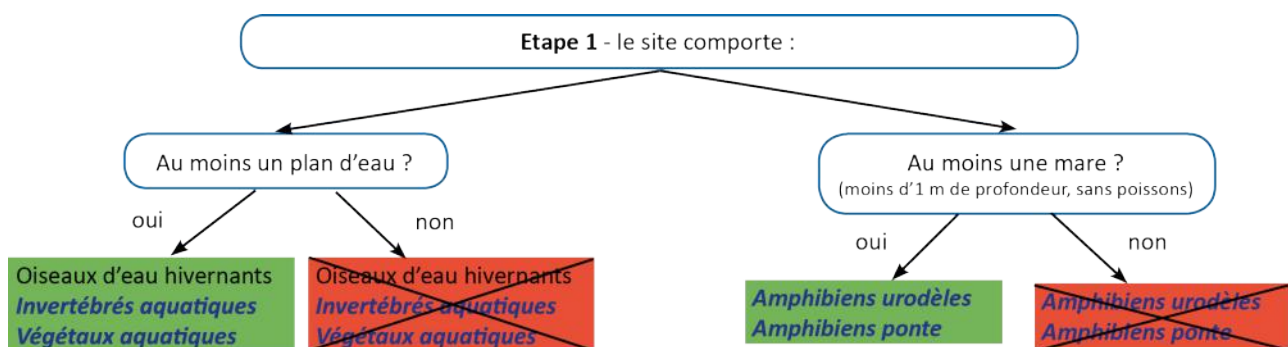 Etape 1 - le site comporte :
Au moins un plan d'eau ?
Au moins une mare ?
(moins d'1 m de profondeur, sans poissons)
oui
non
oui
non
Oiseaux d'eau hivernants
Invertébrés aquatiques
Végétaux aquatiques
Oiseaux d'eau hivernants
Invertébrés aquatiques
Végétaux aquatiques
Amphibiens urodèles
Amphibiens ponte
Amphibiens urodèles
Amphibiens ponte